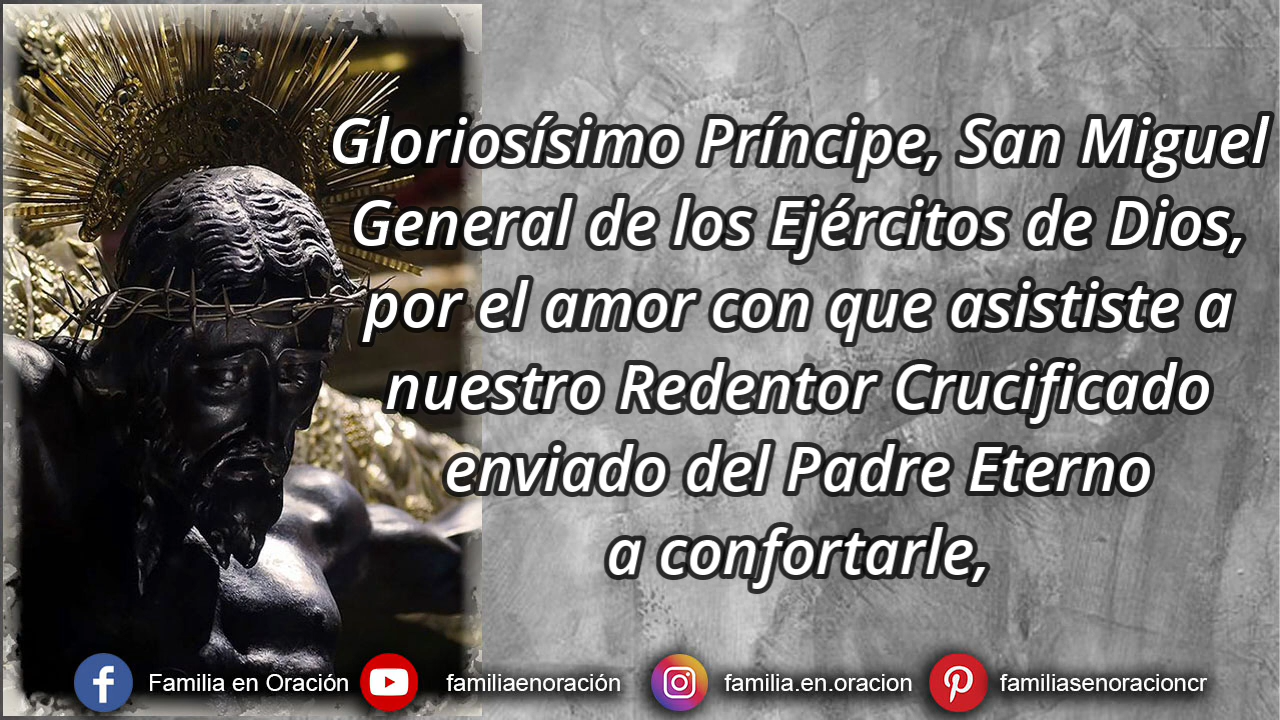 Gloriosísimo Príncipe, San Miguel
General de los Ejércitos de Dios,
por el amor con que asististe a
nuestro Redentor Crucificado
enviado del Padre Eterno
a confortarle,
Familia en Oración
familiaenoración
familia.en.oracion
familiasenoracioncr